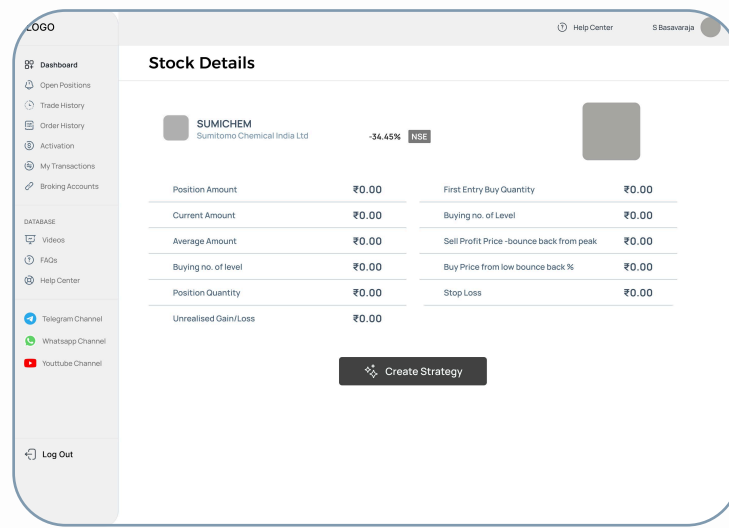 LOGO
Help Center
S Basavaraja
Dashboard
Open Positions
Trade History
Order History
Activation
My Transactions
Broking Accounts
DATABASE
Videos
FAQs
Help Center
Telegram Channel
Whatsapp Channel
Youttube Channel
Log Out
Stock Details
SUMICHEM
Sumitomo Chemical India Ltd
-34.45% NSE
Position Amount ₹0.00
Current Amount ₹0.00
Average Amount ₹0.00
Buying no. of level ₹0.00
Position Quantity ₹0.00
Unrealised Gain/Loss ₹0.00
First Entry Buy Quantity ₹0.00
Buying no. of Level ₹0.00
Sell Profit Price -bounce back from peak ₹0.00
Buy Price from low bounce back % ₹0.00
Stop Loss ₹0.00
Create Strategy